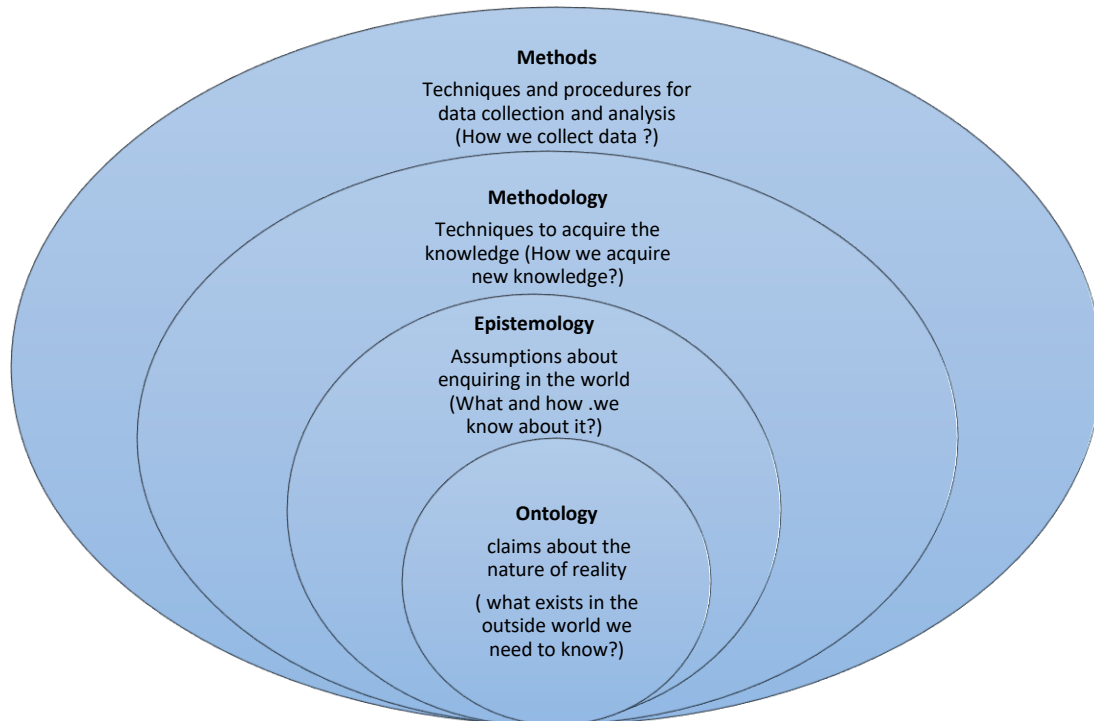 Methods
Techniques and procedures for
data collection and analysis
(How we collect data ?)
Methodology
Techniques to acquire the
knowledge (How we acquire
new knowledge?)
Epistemology
Assumptions about
enquiring in the world
(What and how .we
know about it?)
Ontology
claims about the
nature of reality
( what exists in the
outside world we
need to know?)